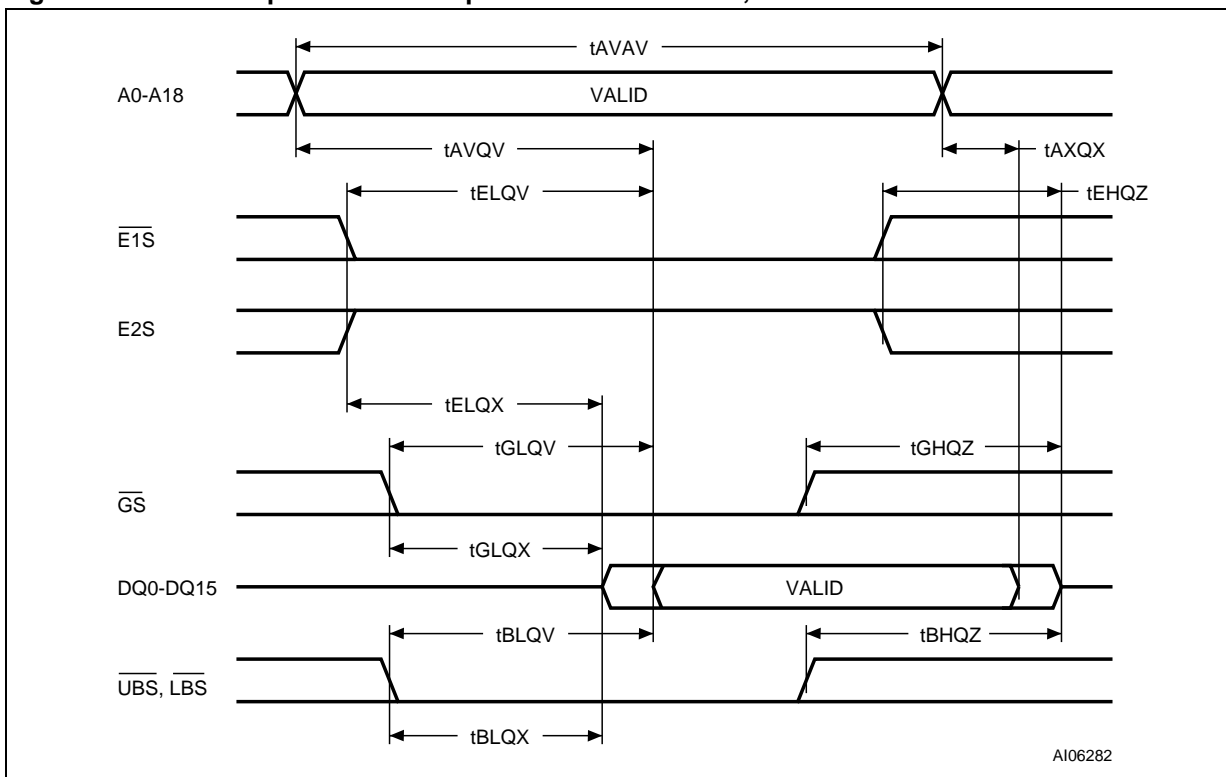 tAVAV
A0-A18
VALID
tAVQV
tAXQX
tELQV
tEHQZ
E1S
E2S
tELQX
tGLQV
tGHQZ
GS
tGLQX
DQ0-DQ15
VALID
tBLQV
tBHQZ
UBS, LBS
tBLQX
AI06282